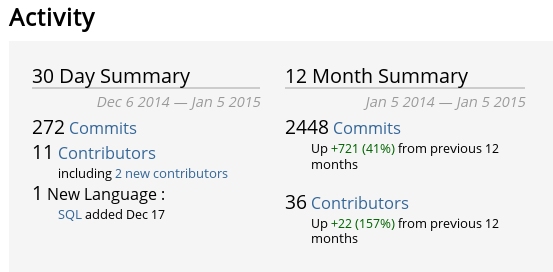 Activity
30 Day Summary
Dec 6 2014 — Jan 5 2015
272 Commits
11 Contributors
including 2 new contributors
1 New Language :
SQL added Dec 17
12 Month Summary
Jan 5 2014 — Jan 5 2015
2448 Commits
Up +721 (41%) from previous 12
months
36 Contributors
Up +22 (157%) from previous 12
months